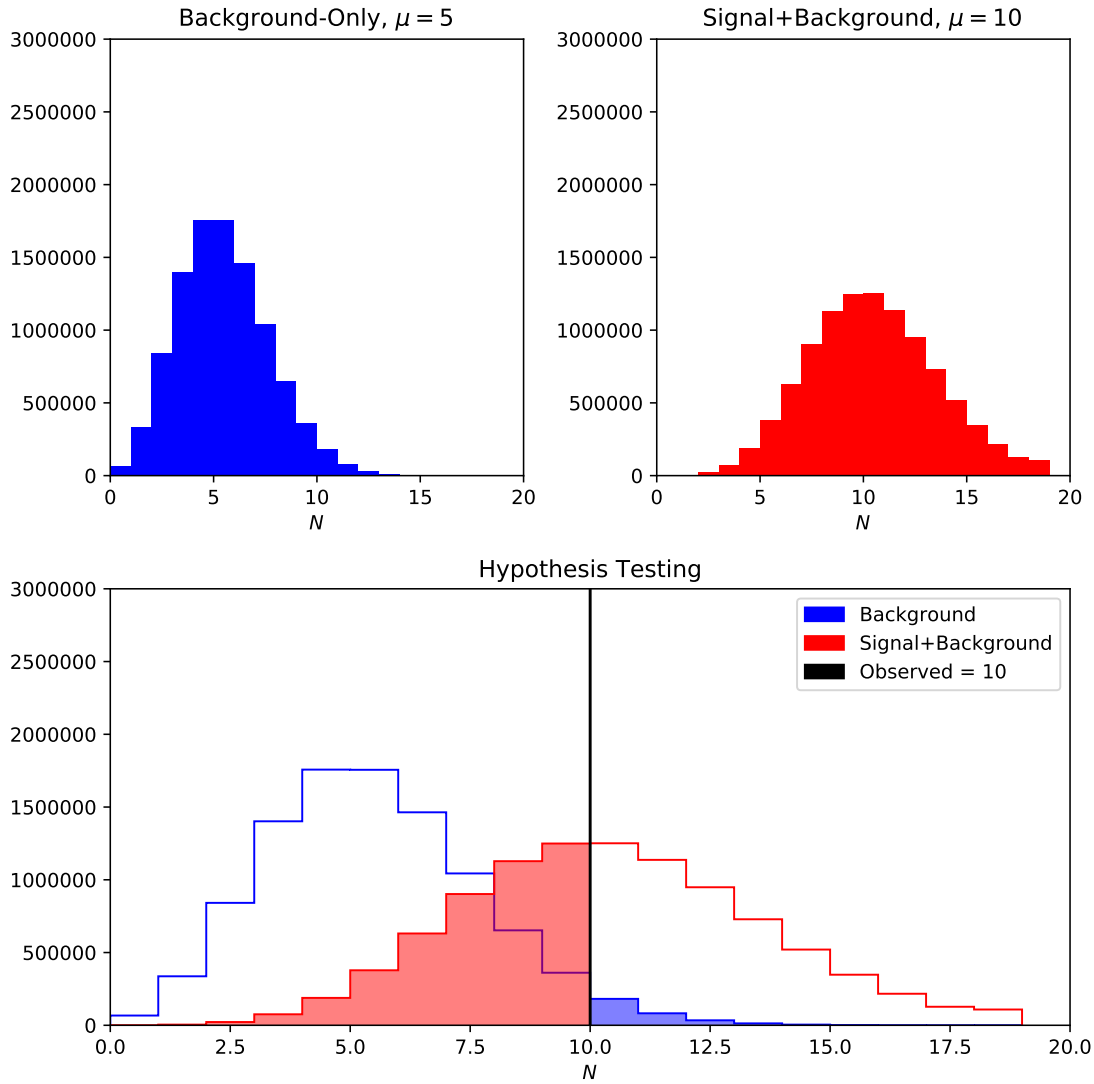 Background-Only, μ = 5
3000000
2500000
2000000
1500000
1000000
500000
0
0 5 10 15 20
N
Signal+Background, μ = 10
3000000
2500000
2000000
1500000
1000000
500000
0
0 5 10 15 20
N
Hypothesis Testing
3000000
2500000
2000000
1500000
1000000
500000
0
0.0 2.5 5.0 7.5 10.0 12.5 15.0 17.5 20.0
N
Background
Signal+Background
Observed = 10